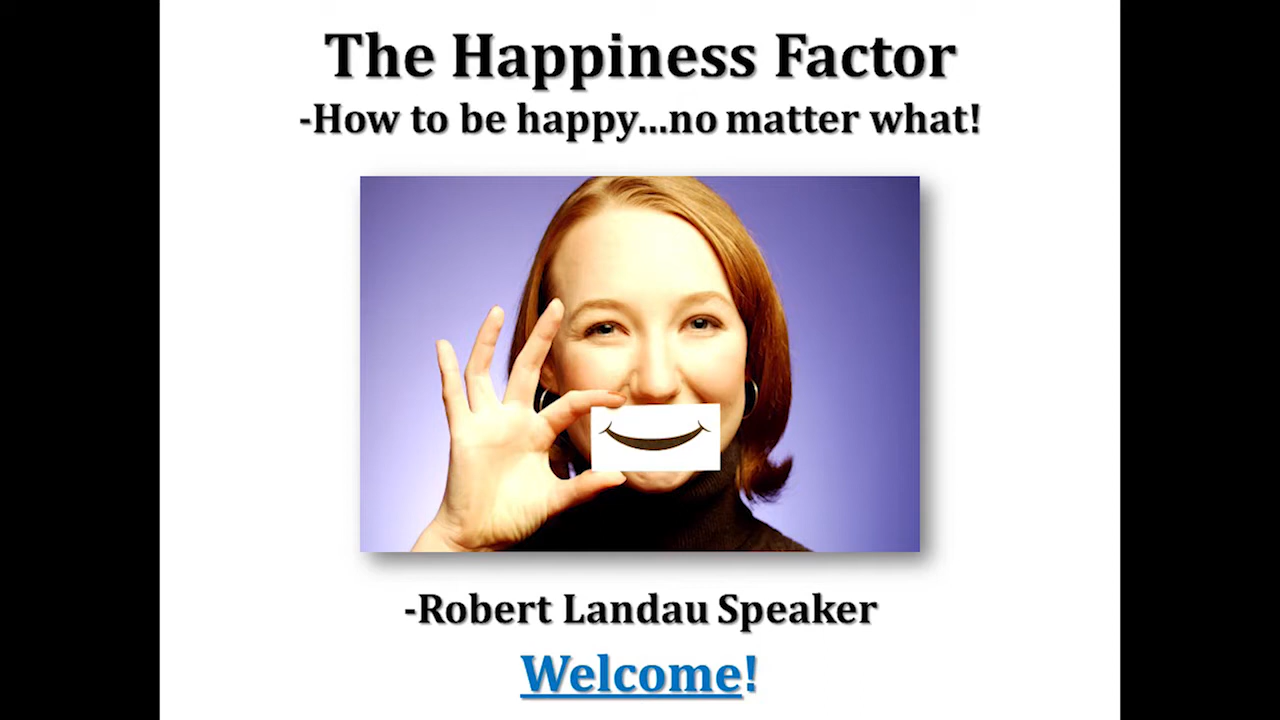 The Happiness Factor
-How to be happy...no matter what!
-Robert Landau Speaker
Welcome!